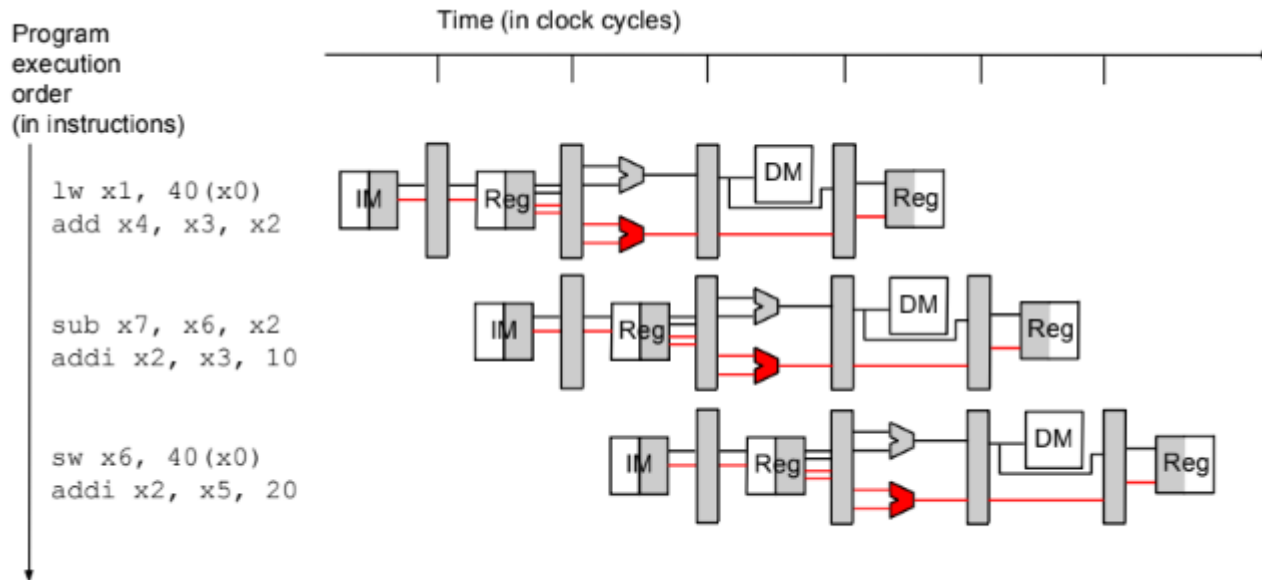 Time (in clock cycles)
Program
execution
order
(in instructions)
lw x1, 40(x0)
add x4, x3, x2
IM
Reg
DM
Reg
sub x7, x6, x2
addi x2, x3, 10
IM
Reg
DM
Reg
sw x6, 40(x0)
addi x2, x5, 20
IM
Reg
DM
Reg